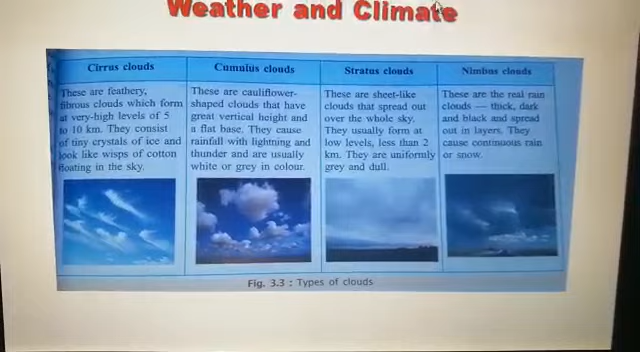 Weather and Climate
Cirrus clouds
These are feathery,
fibrous clouds which form
at very-high levels of 5
to 10 km. They consist
of tiny crystals of ice and
look like wisps of cotton
floating in the sky.
Cumulus clouds
These are cauliflower-
shaped clouds that have
great vertical height and
a flat base. They cause
rainfall with lightning and
thunder and are usually
white or grey in colour.
Stratus clouds
These are sheet-like
clouds that spread out
over the whole sky.
They usually form at
low levels, less than 2
km. They are uniformly
grey and dull.
Nimbus clouds
These are the real rain
clouds — thick, dark
and black and spread
out in layers. They
cause continuous rain
or snow.
Fig. 3.3 : Types of clouds